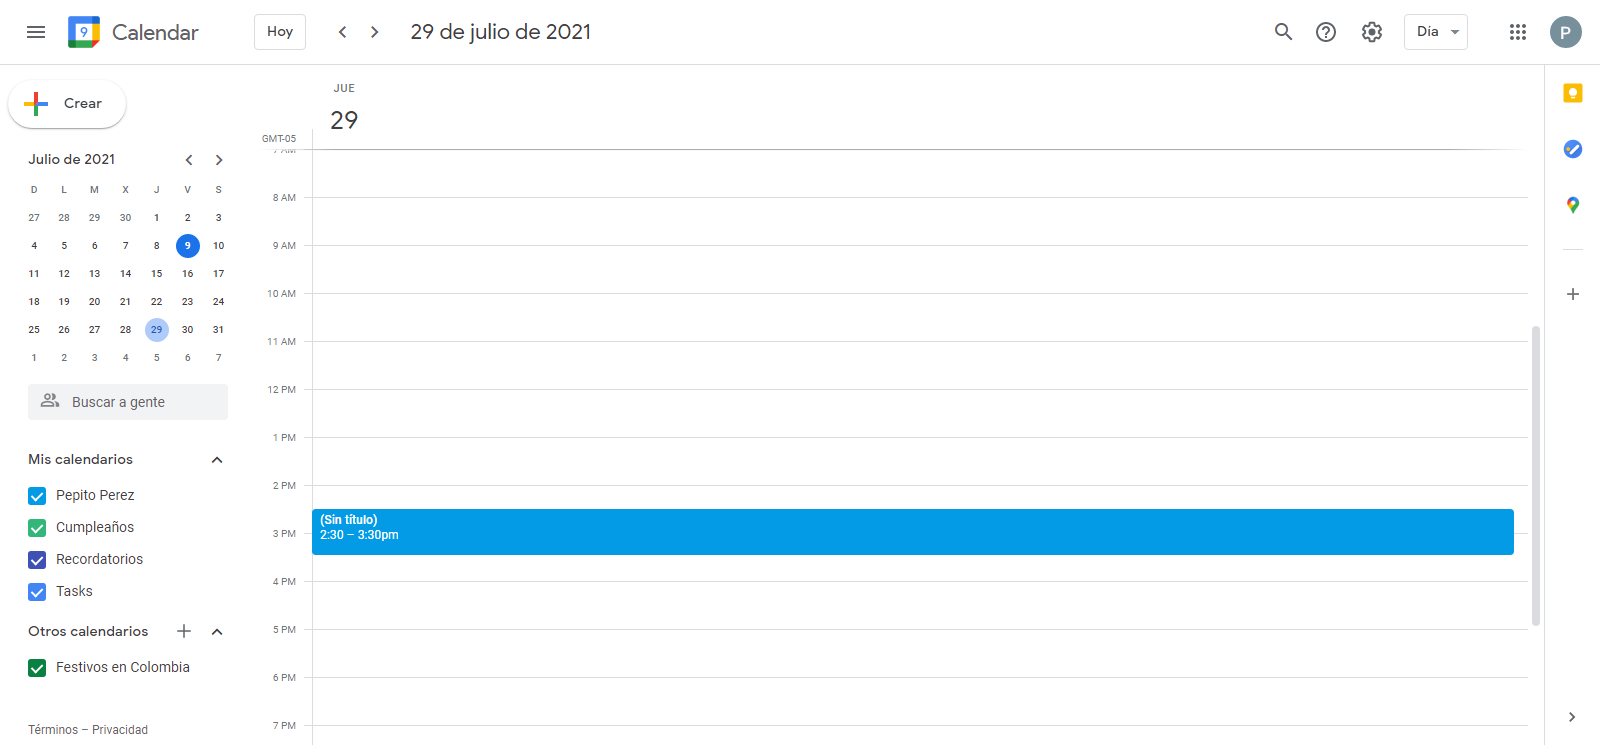 9 Calendar Hoy 29 de julio de 2021 Día P
Crear
JUE
29
GMT-05
Julio de 2021
D L M X J V S
27 28 29 30 1 2 3
4 5 6 7 8 9 10
11 12 13 14 15 16 17
18 19 20 21 22 23 24
25 26 27 28 29 30 31
1 2 3 4 5 6 7
Buscar a gente
Mis calendarios
Pepito Perez
Cumpleaños
Recordatorios
Tasks
Otros calendarios
Festivos en Colombia
Términos – Privacidad
7 AM
8 AM
9 AM
10 AM
11 AM
12 PM
1 PM
2 PM
(Sin título)
2:30 – 3:30pm
3 PM
4 PM
5 PM
6 PM
7 PM